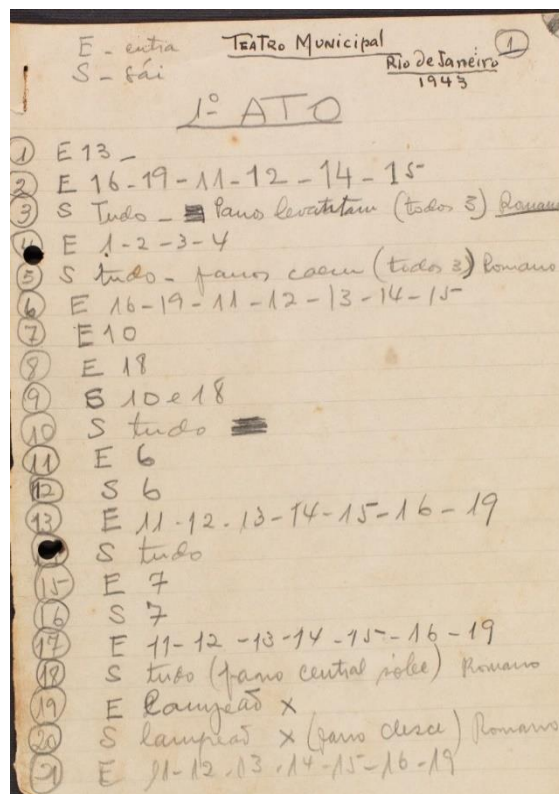 E - entra TEATRO MUNICIPAL 1
S - sái Rio de Janeiro
1943
1º ATO
1 E 13 -
2 E 16-19-11-12-14-15
3 S Tudo - Panos levantam (todos 3) Romano
4 E 1-2-3-4
5 S tudo - panos caem (todos 3) Romano
6 E 16-19-11-12-13-14-15
7 E 10
8 E 18
9 S 10 e 18
10 S tudo
11 E 6
12 S 6
13 E 11-12-13-14-15-16-19
S tudo
15 E 7
16 S 7
17 E 11-12-13-14-15-16-19
18 S tudo (pano central sobe) Romano
19 E Lampeão X
20 S lampeão X (pano desce) Romano
21 E 11-12-13-14-15-16-19